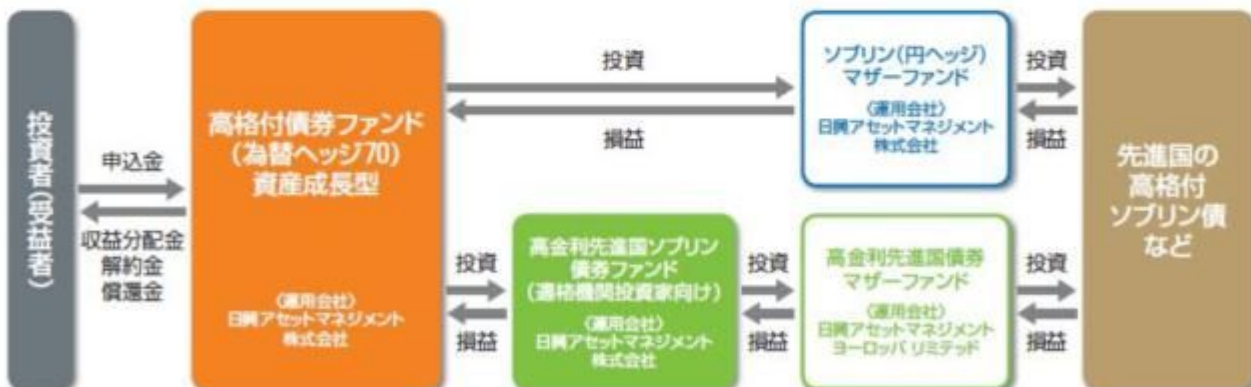 投資者(受益者)
申込金
収益分配金
解約金
償還金
高格付債券ファンド
(為替ヘッジ70)
資産成長型
〈運用会社〉
日興アセットマネジメント
株式会社
投資
損益
ソブリン(円ヘッジ)
マザーファンド
〈運用会社〉
日興アセットマネジメント
株式会社
投資
損益
投資
損益
高金利先進国ソブリン
債券ファンド
(適格機関投資家向け)
〈運用会社〉
日興アセットマネジメント
株式会社
投資
損益
高金利先進国債券
マザーファンド
〈運用会社〉
日興アセットマネジメント
ヨーロッパ リミテッド
投資
損益
先進国の
高格付
ソブリン債
など